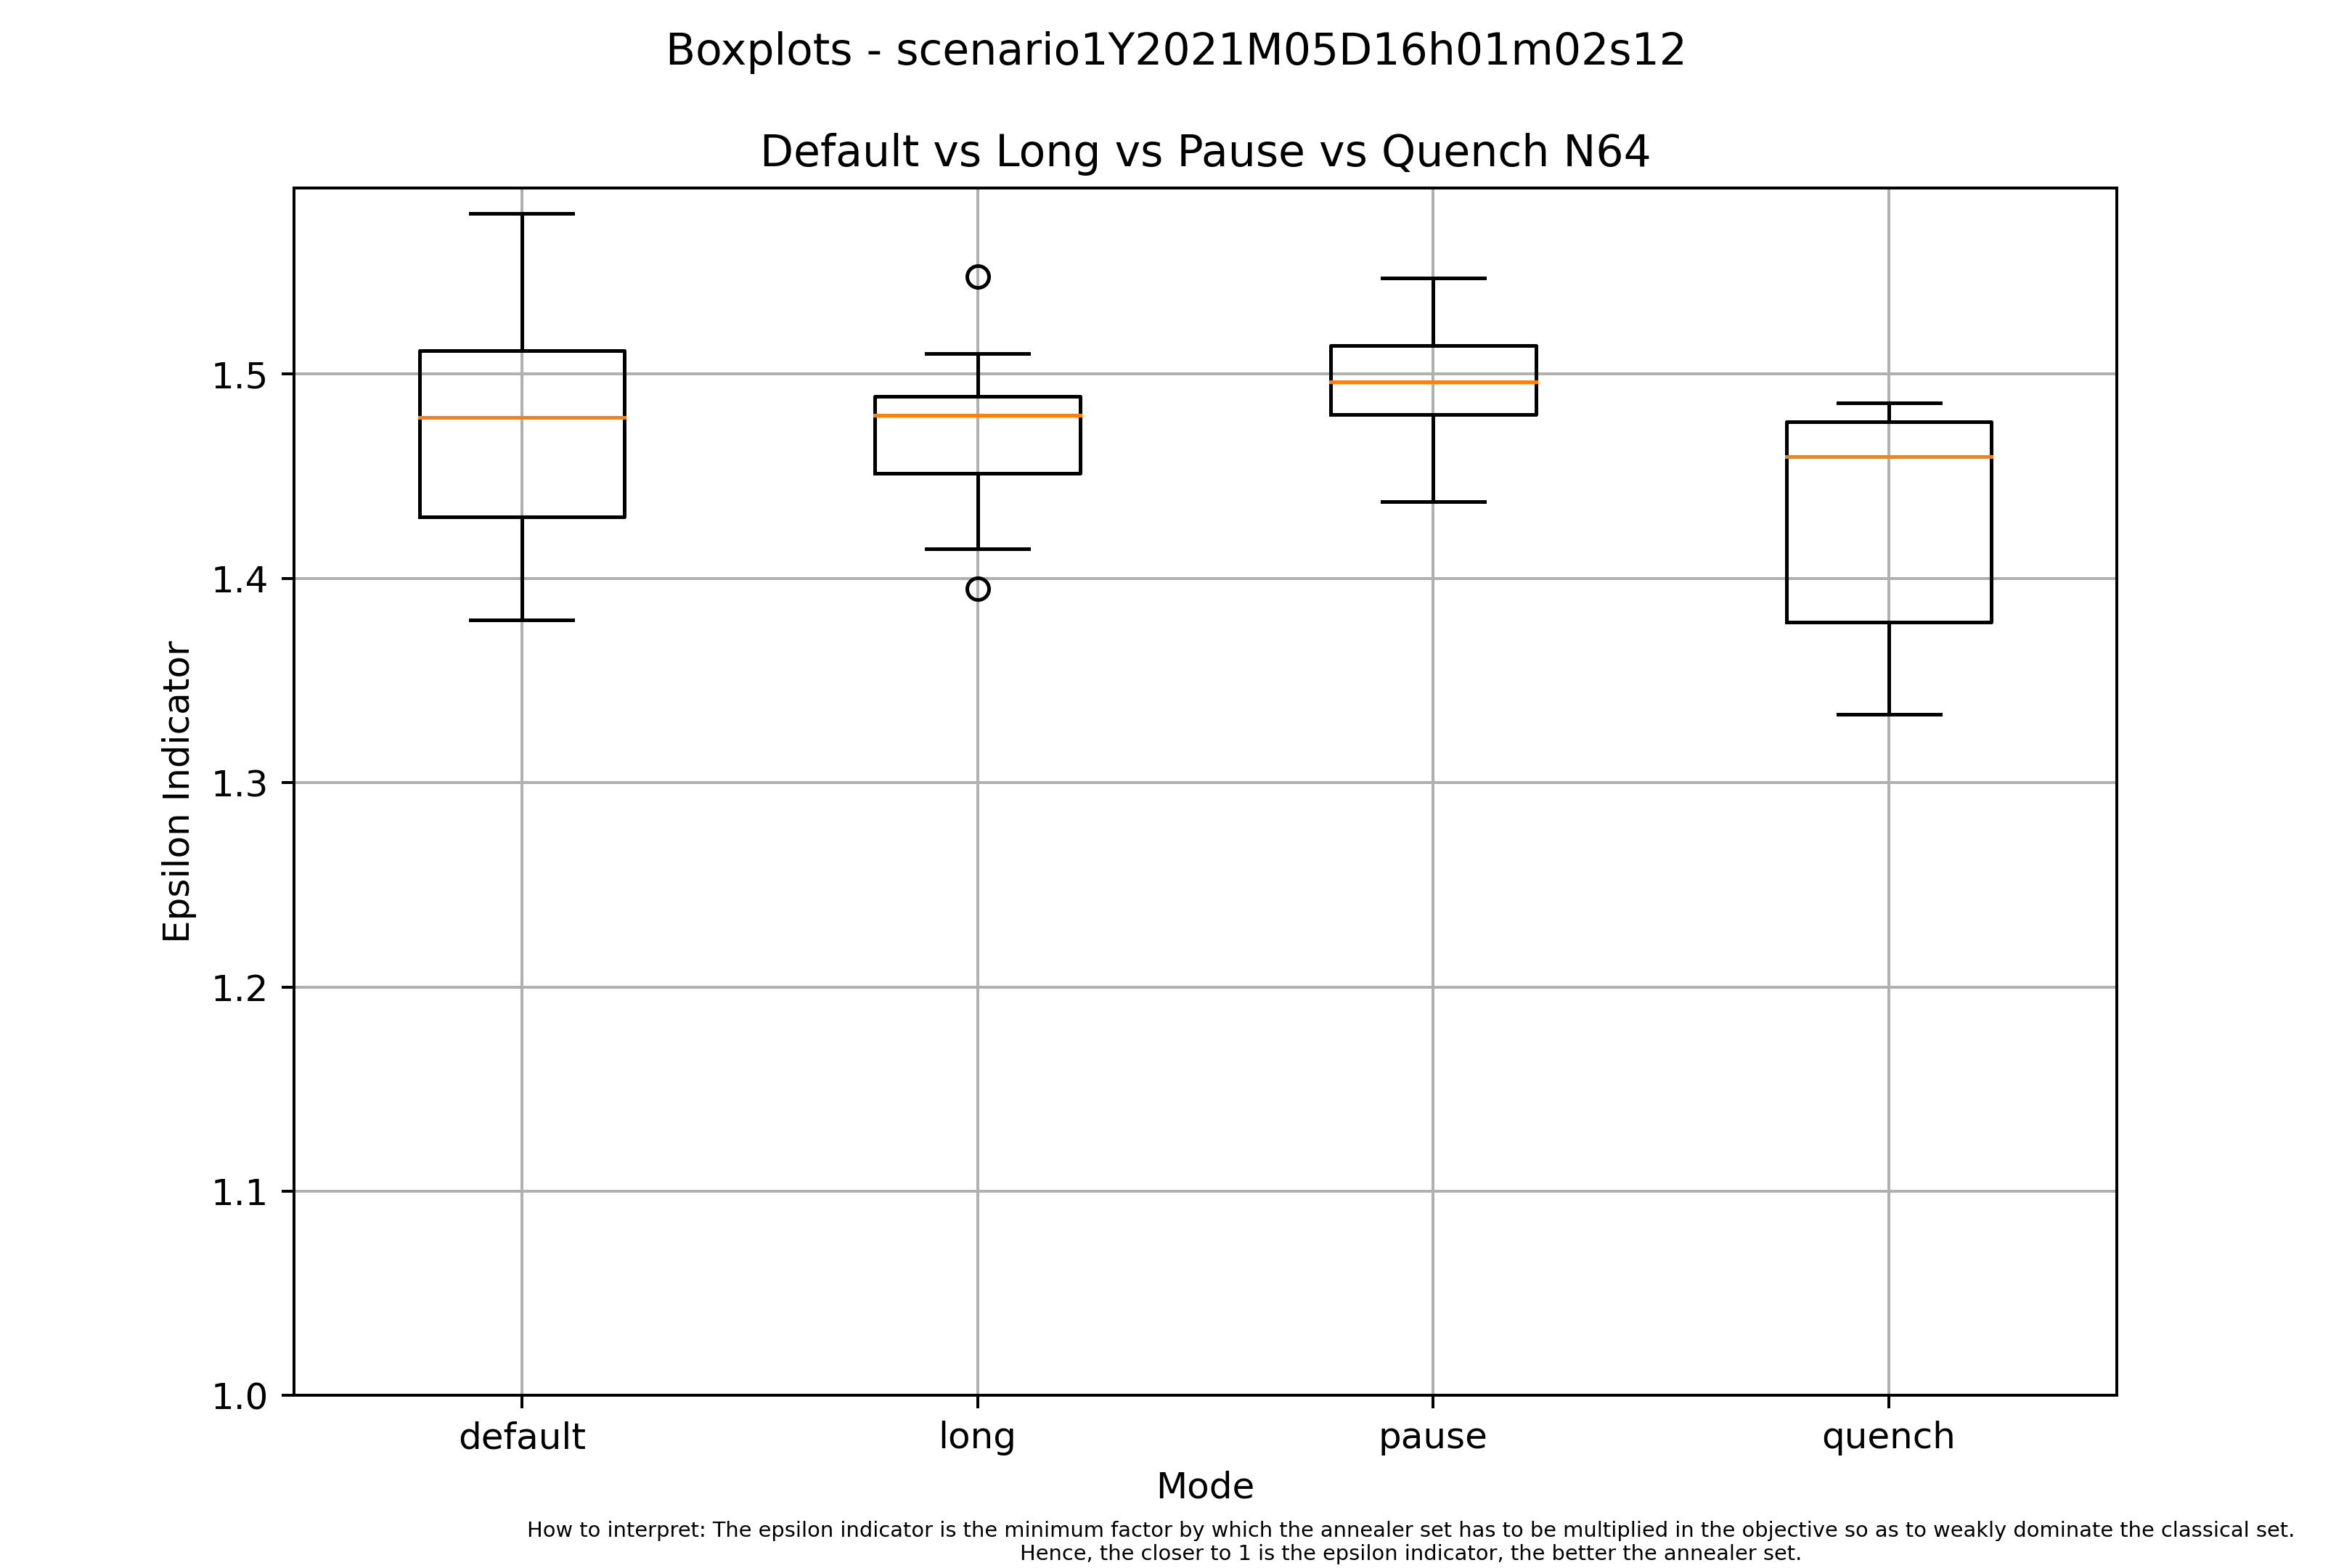 Boxplots - scenario1Y2021M05D16h01m02s12
Default vs Long vs Pause vs Quench N64
Epsilon Indicator
1.5
1.4
1.3
1.2
1.1
1.0
default long pause quench
Mode
How to interpret: The epsilon indicator is the minimum factor by which the annealer set has to be multiplied in the objective so as to weakly dominate the classical set.
Hence, the closer to 1 is the epsilon indicator, the better the annealer set.